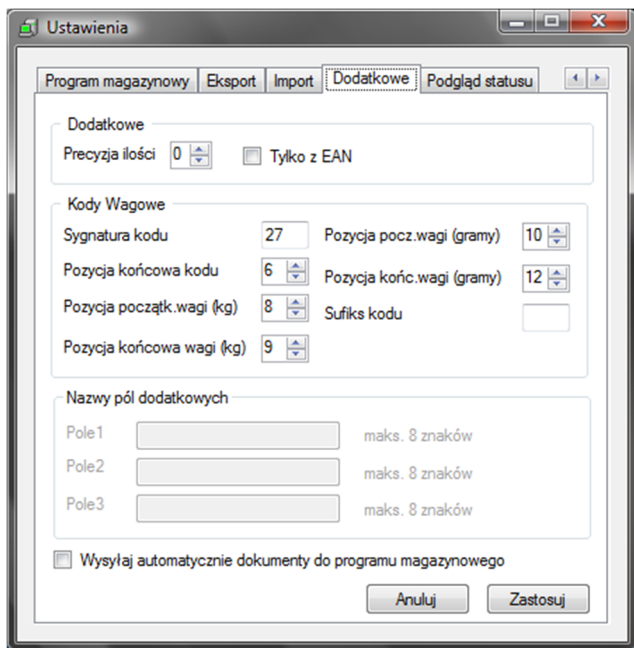 Ustawienia
Program magazynowy Eksport Import Dodatkowe Podgląd statusu
Dodatkowe
Precyzja ilości 0 Tylko z EAN
Kody Wagowe
Sygnatura kodu 27 Pozycja pocz.wagi (gramy) 10
Pozycja końcowa kodu 6 Pozycja końc.wagi (gramy) 12
Pozycja początk.wagi (kg) 8 Sufiks kodu
Pozycja końcowa wagi (kg) 9
Nazwy pól dodatkowych
Pole1 maks. 8 znaków
Pole2 maks. 8 znaków
Pole3 maks. 8 znaków
Wysyłaj automatycznie dokumenty do programu magazynowego
Anuluj Zastosuj